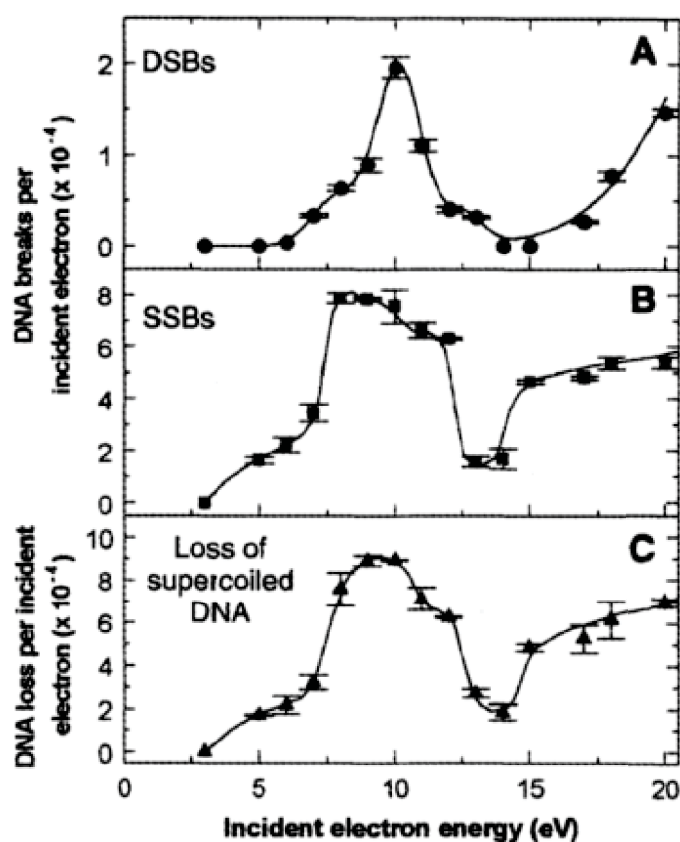 DSBs
A
2
1
0
DNA breaks per
incident electron (x 10⁻⁴)
SSBs
B
8
6
4
2
0
Loss of
supercoiled
DNA
C
10
8
6
4
2
0
DNA loss per incident
electron (x 10⁻⁴)
0
5
10
15
20
Incident electron energy (eV)